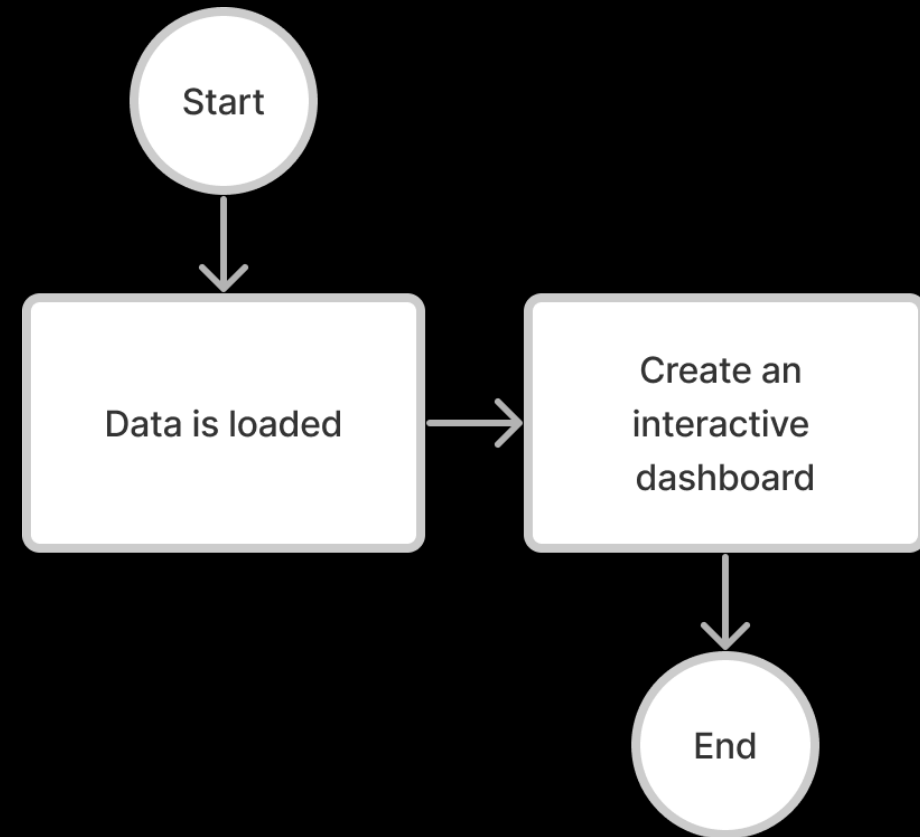 Start
Data is loaded
Create an
interactive
dashboard
End